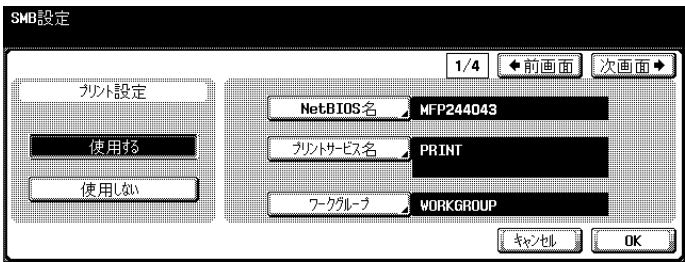 SMB設定
1/4 ←前画面 次画面→
プリント設定
NetBIOS名 MFP244043
使用する プリントサービス名 PRINT
使用しない
ワークグループ WORKGROUP
キャンセル OK